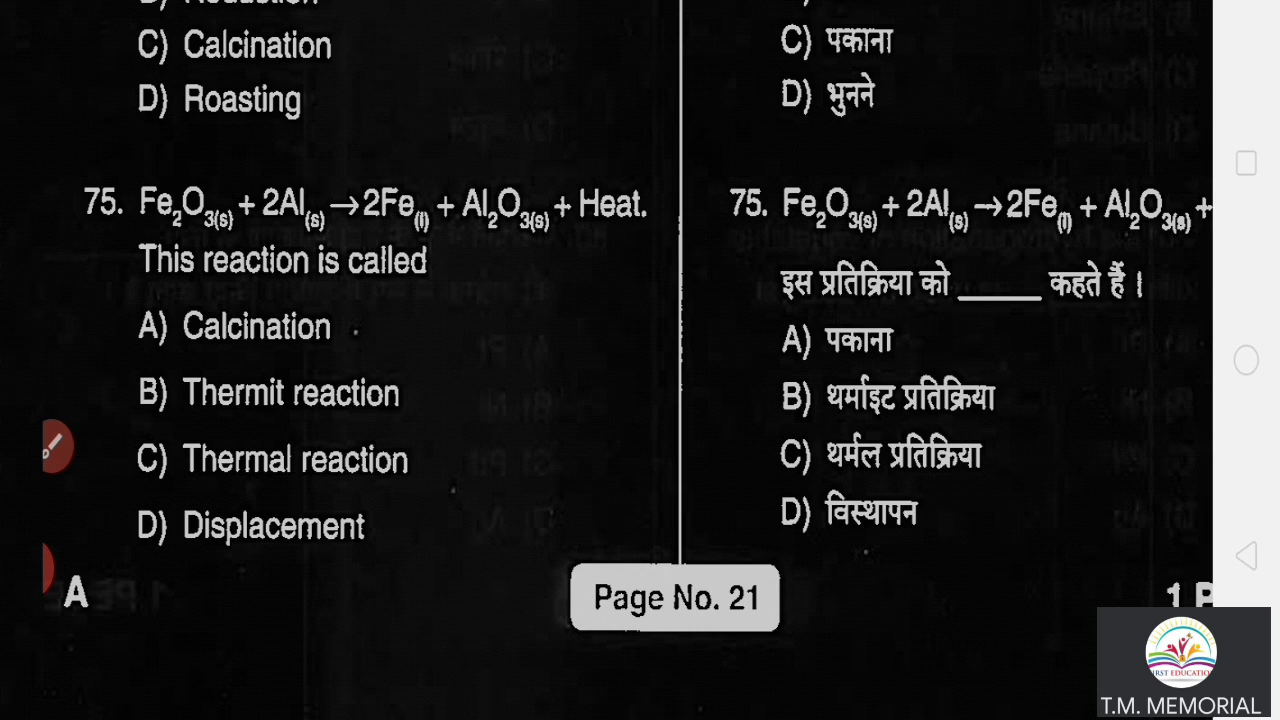 C) Calcination
D) Roasting
75. Fe₂O₃₍ₛ₎ + 2Al₍ₛ₎ → 2Fe₍ₗ₎ + Al₂O₃₍ₛ₎ + Heat.
This reaction is called
A) Calcination
B) Thermit reaction
C) Thermal reaction
D) Displacement
A
C) पकाना
D) भुनने
75. Fe₂O₃₍ₛ₎ + 2Al₍ₛ₎ → 2Fe₍ₗ₎ + Al₂O₃₍ₛ₎ +
इस प्रतिक्रिया को ______ कहते हैं ।
A) पकाना
B) थर्माइट प्रतिक्रिया
C) थर्मल प्रतिक्रिया
D) विस्थापन
Page No. 21
T.M. MEMORIAL